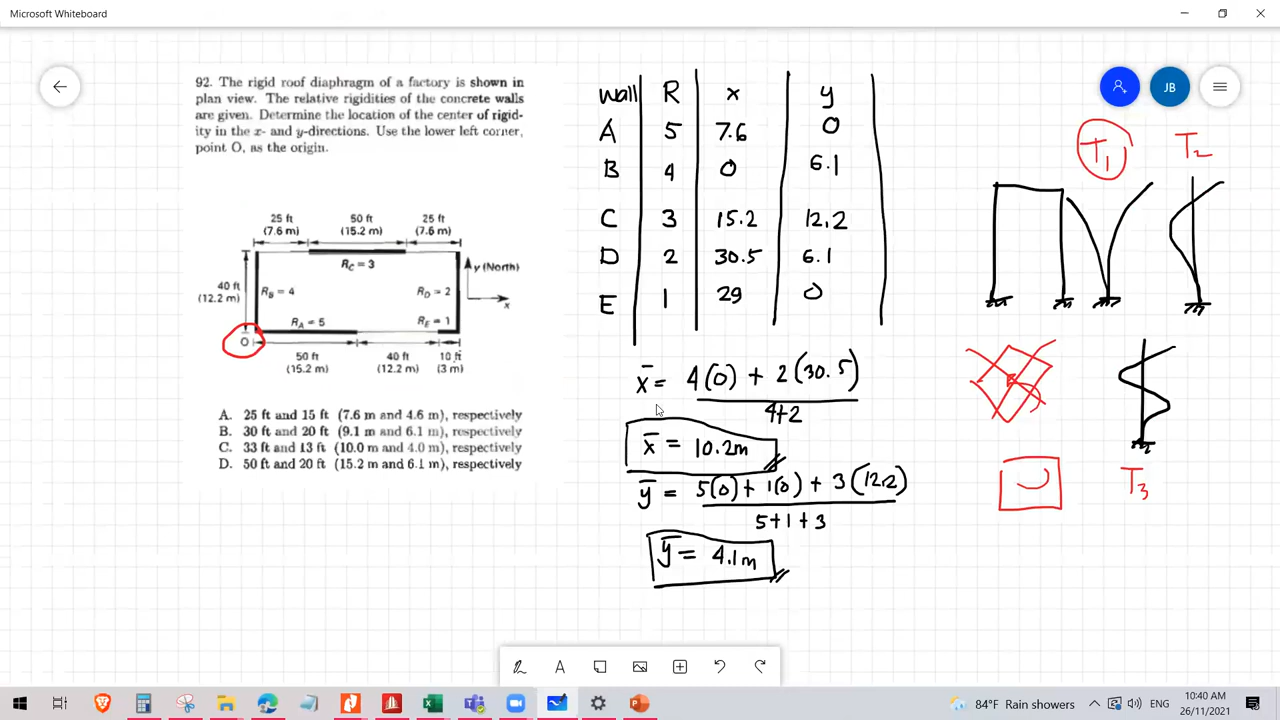 Microsoft Whiteboard
JB
92. The rigid roof diaphragm of a factory is shown in
plan view. The relative rigidities of the concrete walls
are given. Determine the location of the center of rigid-
ity in the x- and y-directions. Use the lower left corner,
point O, as the origin.
25 ft 50 ft 25 ft
(7.6 m) (15.2 m) (7.6 m)
RC = 3
y (North)
40 ft
(12.2 m)
RB = 4
RD = 2
x
RA = 5
RE = 1
O
50 ft 40 ft 10 ft
(15.2 m) (12.2 m) (3 m)
A. 25 ft and 15 ft (7.6 m and 4.6 m), respectively
B. 30 ft and 20 ft (9.1 m and 6.1 m), respectively
C. 33 ft and 13 ft (10.0 m and 4.0 m), respectively
D. 50 ft and 20 ft (15.2 m and 6.1 m), respectively
wall R x y
A 5 7.6 0
B 4 0 6.1
C 3 15.2 12.2
D 2 30.5 6.1
E 1 29 0
x̄ = 4(0) + 2(30.5)
4+2
x̄ = 10.2m
ȳ = 5(0) + 1(0) + 3(12.2)
5+1+3
ȳ = 4.1m
T1 T2
T3
84°F Rain showers
ENG
10:40 AM
26/11/2021